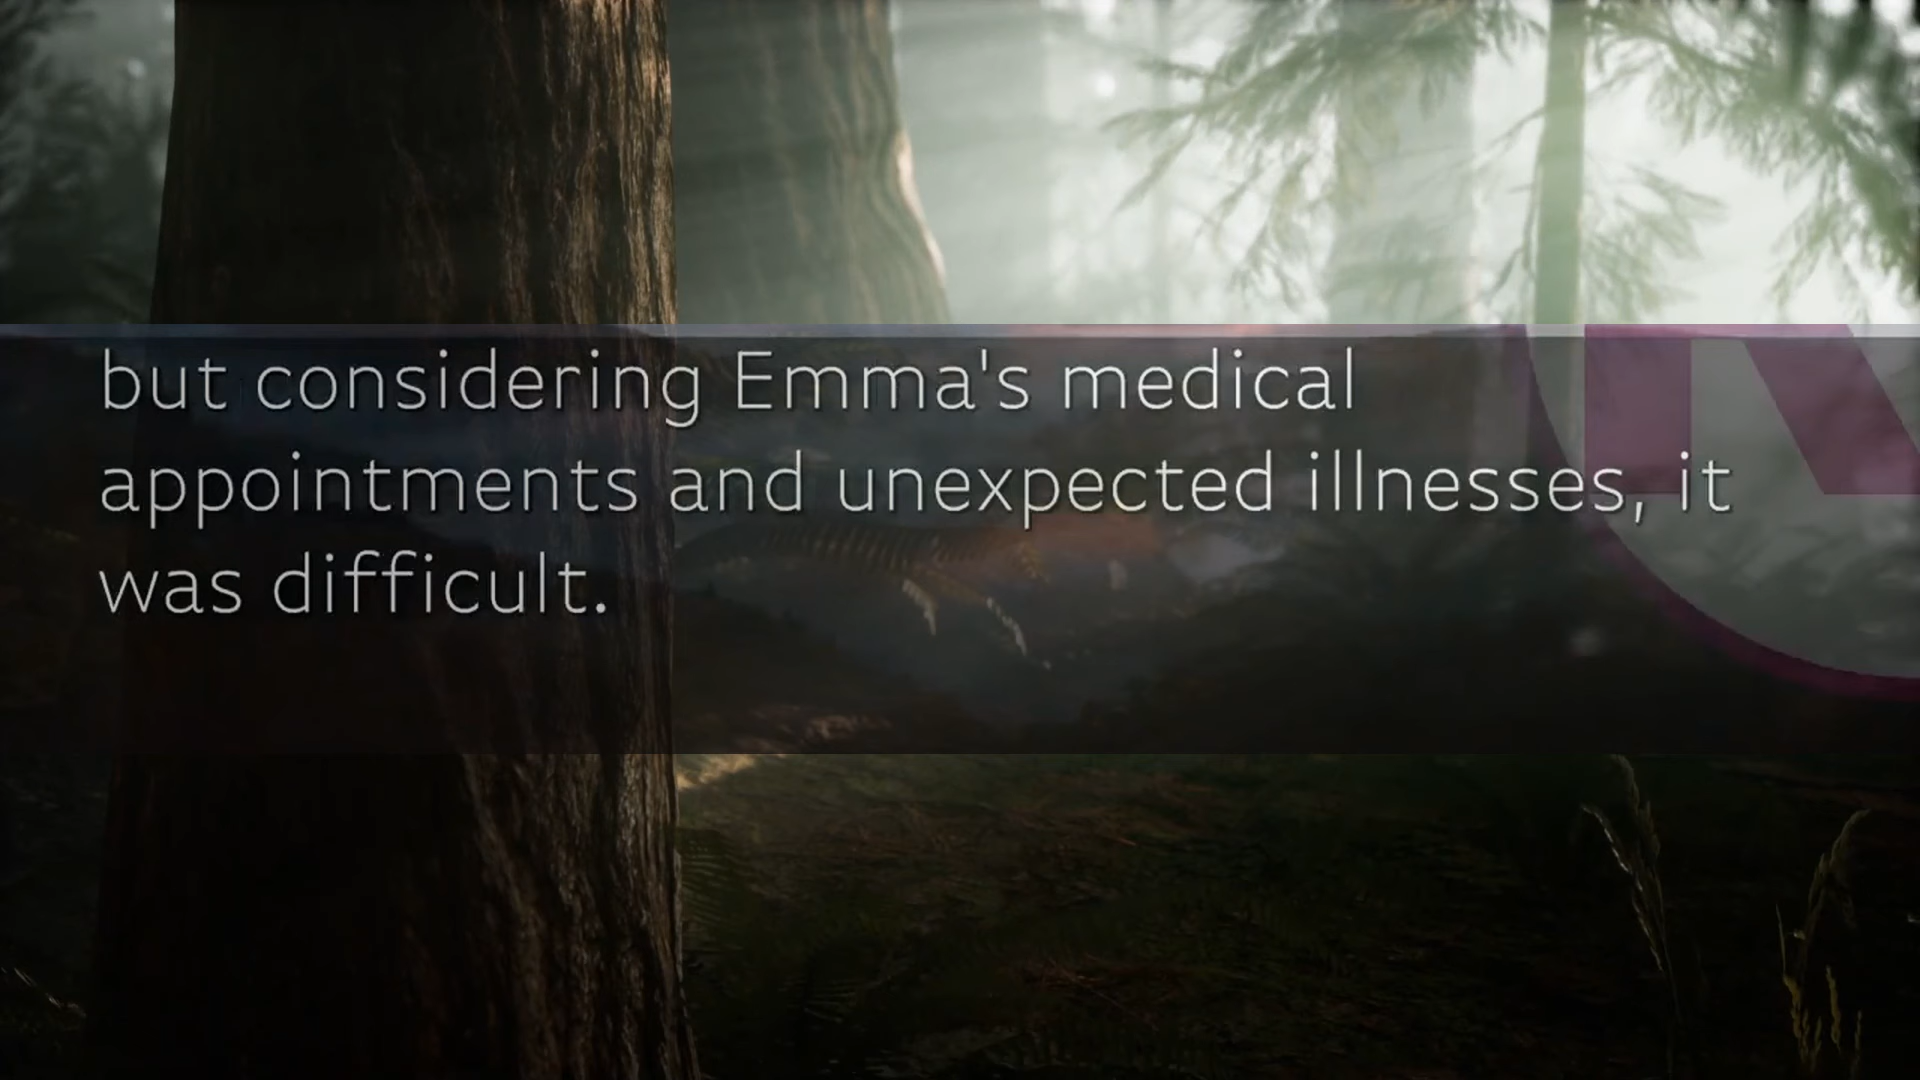 but considering Emma's medical
appointments and unexpected illnesses, it
was difficult.